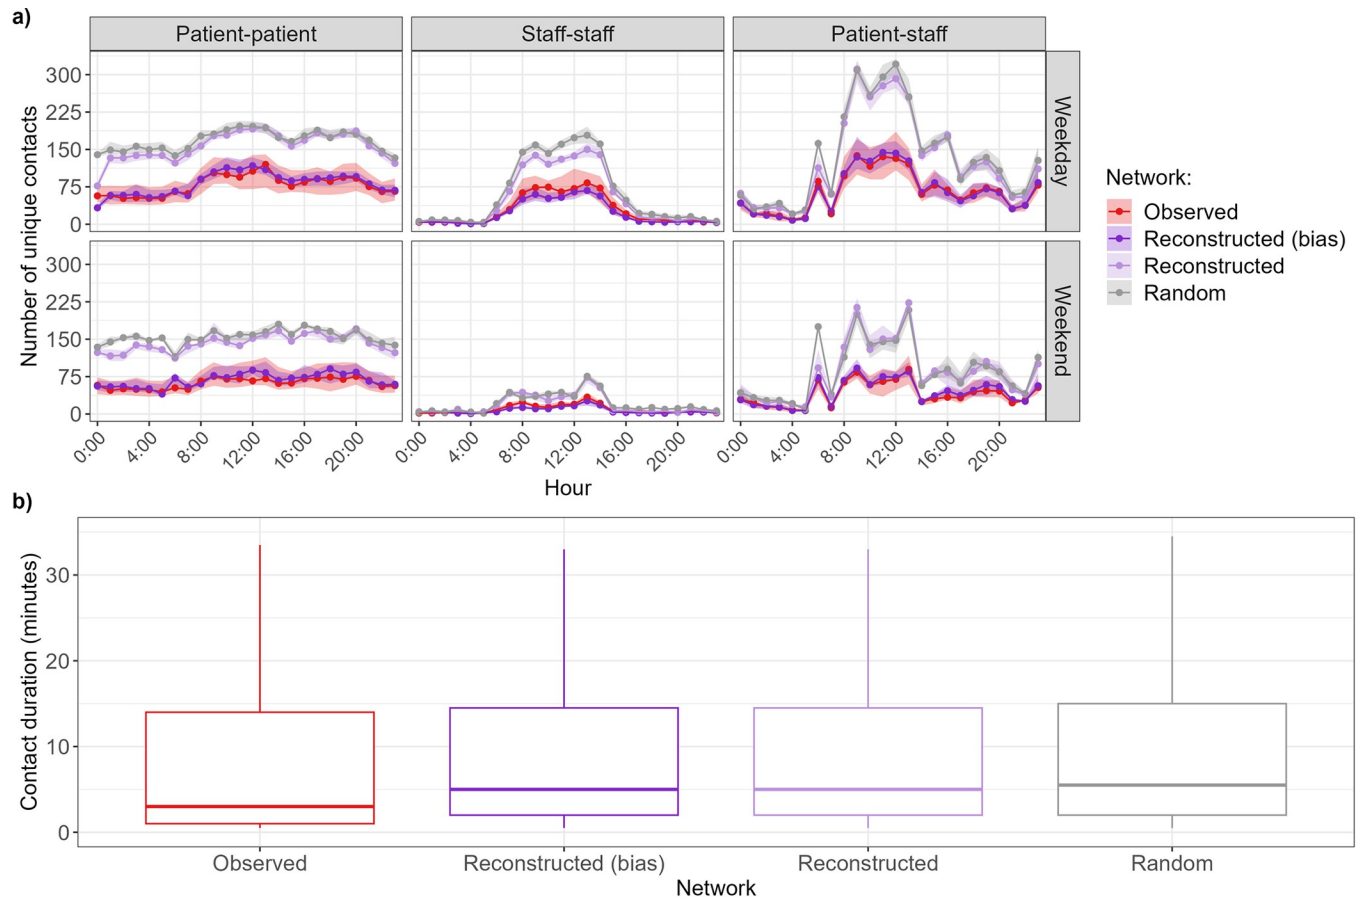 a)
Patient-patient
Staff-staff
Patient-staff
Number of unique contacts
300
225
150
75
0
Weekday
300
225
150
75
0
Weekend
0:00
4:00
8:00
12:00
16:00
20:00
0:00
4:00
8:00
12:00
16:00
20:00
0:00
4:00
8:00
12:00
16:00
20:00
Hour
Network:
Observed
Reconstructed (bias)
Reconstructed
Random
b)
Contact duration (minutes)
30
20
10
0
Observed
Reconstructed (bias)
Reconstructed
Random
Network